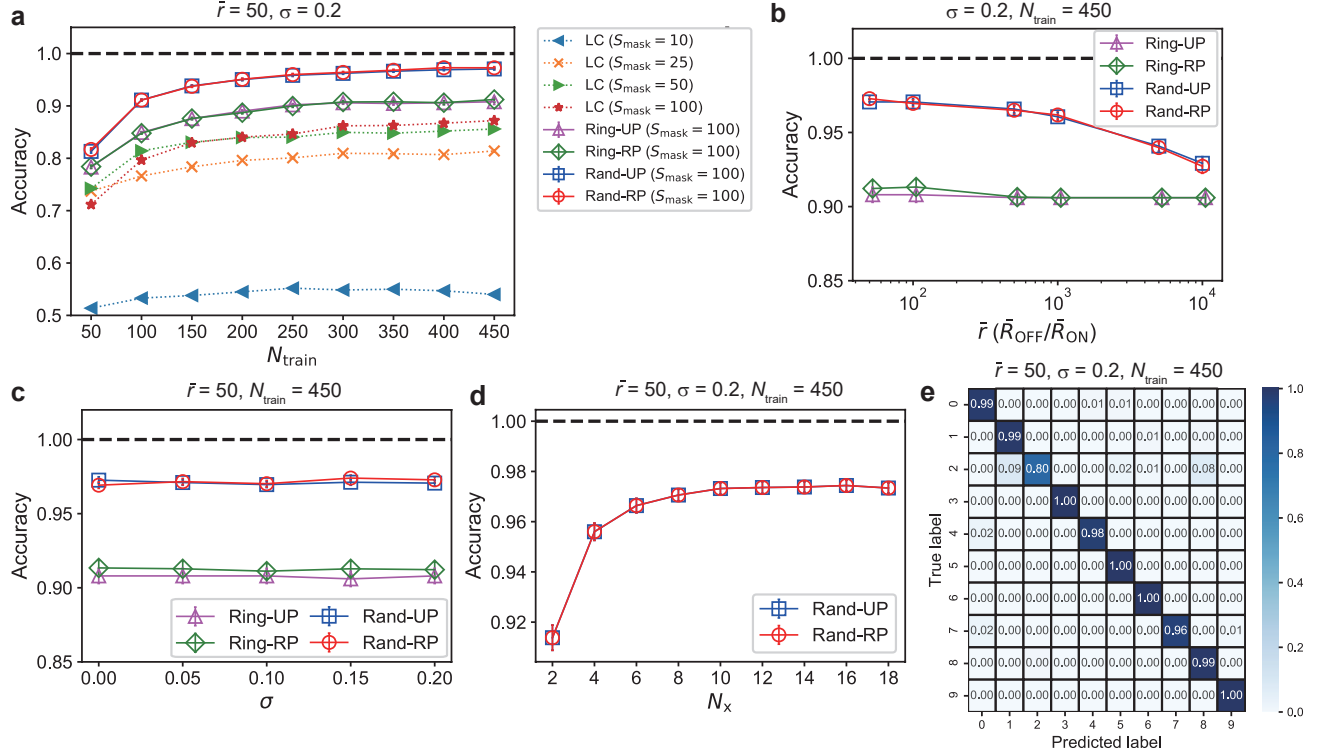 a
r̄ = 50, σ = 0.2
Accuracy
1.0
0.9
0.8
0.7
0.6
0.5
50 100 150 200 250 300 350 400 450
N_train
LC (S_mask = 10)
LC (S_mask = 25)
LC (S_mask = 50)
LC (S_mask = 100)
Ring-UP (S_mask = 100)
Ring-RP (S_mask = 100)
Rand-UP (S_mask = 100)
Rand-RP (S_mask = 100)
b
σ = 0.2, N_train = 450
Accuracy
1.00
0.95
0.90
0.85
10² 10³ 10⁴
r̄ (R̄_OFF/R̄_ON)
Ring-UP
Ring-RP
Rand-UP
Rand-RP
c
r̄ = 50, N_train = 450
Accuracy
1.00
0.95
0.90
0.85
0.00 0.05 0.10 0.15 0.20
σ
Ring-UP Rand-UP
Ring-RP Rand-RP
d
r̄ = 50, σ = 0.2, N_train = 450
Accuracy
1.00
0.98
0.96
0.94
0.92
2 4 6 8 10 12 14 16 18
N_x
Rand-UP
Rand-RP
e
r̄ = 50, σ = 0.2, N_train = 450
True label
0 0.99 0.00 0.00 0.00 0.01 0.01 0.00 0.00 0.00 0.00
1 0.00 0.99 0.00 0.00 0.00 0.00 0.01 0.00 0.00 0.00
2 0.00 0.09 0.80 0.00 0.00 0.02 0.01 0.00 0.08 0.00
3 0.00 0.00 0.00 1.00 0.00 0.00 0.00 0.00 0.00 0.00
4 0.02 0.00 0.00 0.00 0.98 0.00 0.00 0.00 0.00 0.00
5 0.00 0.00 0.00 0.00 0.00 1.00 0.00 0.00 0.00 0.00
6 0.00 0.00 0.00 0.00 0.00 0.00 1.00 0.00 0.00 0.00
7 0.02 0.00 0.00 0.00 0.00 0.00 0.00 0.96 0.00 0.01
8 0.00 0.00 0.00 0.00 0.00 0.00 0.00 0.00 0.99 0.00
9 0.00 0.00 0.00 0.00 0.00 0.00 0.00 0.00 0.00 1.00
0 1 2 3 4 5 6 7 8 9
Predicted label
1.0
0.8
0.6
0.4
0.2
0.0